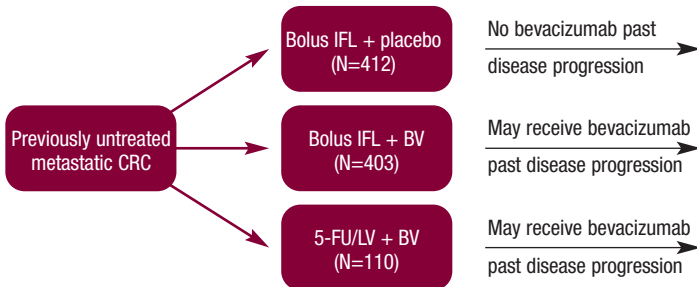 Previously untreated
metastatic CRC
Bolus IFL + placebo
(N=412)
No bevacizumab past
disease progression
Bolus IFL + BV
(N=403)
May receive bevacizumab
past disease progression
5-FU/LV + BV
(N=110)
May receive bevacizumab
past disease progression